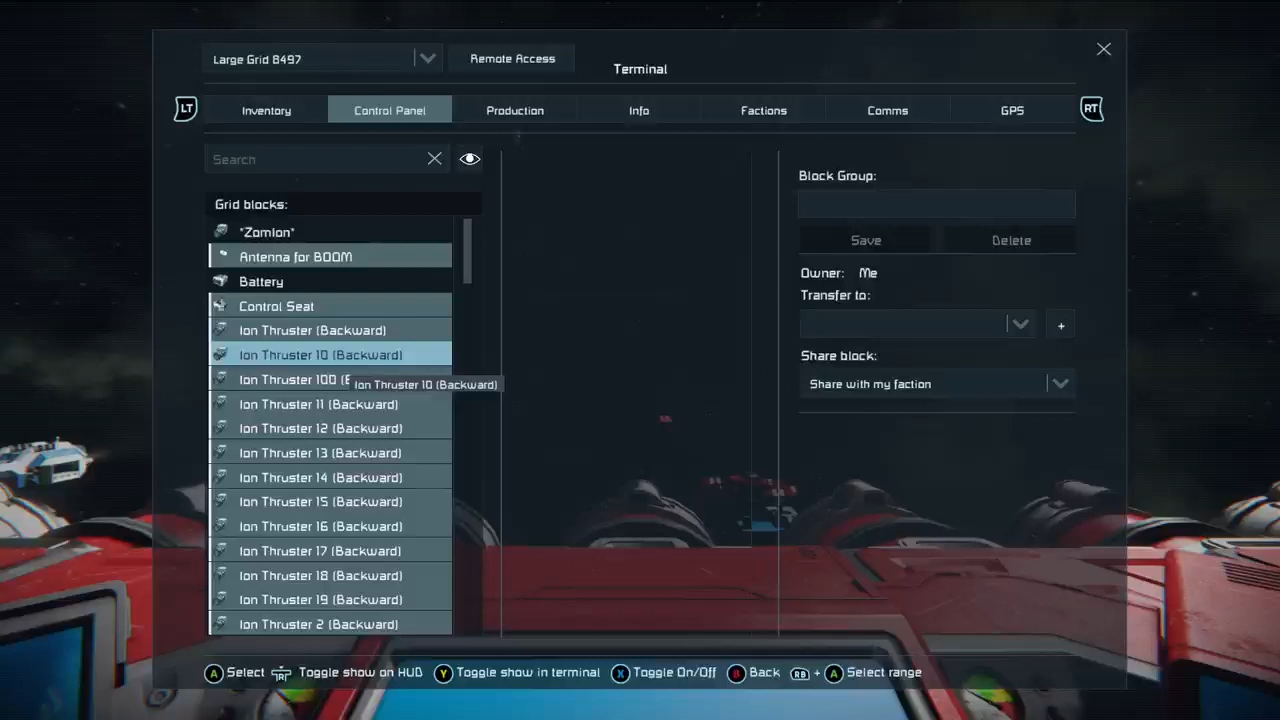 Large Grid 8497
Remote Access
Terminal
LT
Inventory
Control Panel
Production
Info
Factions
Comms
GPS
RT
Search
Grid blocks:
*Zomlon*
Antenna for BOOM
Battery
Control Seat
Ion Thruster (Backward)
Ion Thruster 10 (Backward)
Ion Thruster 100 (B
Ion Thruster 10 (Backward)
Ion Thruster 11 (Backward)
Ion Thruster 12 (Backward)
Ion Thruster 13 (Backward)
Ion Thruster 14 (Backward)
Ion Thruster 15 (Backward)
Ion Thruster 16 (Backward)
Ion Thruster 17 (Backward)
Ion Thruster 18 (Backward)
Ion Thruster 19 (Backward)
Ion Thruster 2 (Backward)
Block Group:
Save
Delete
Owner: Me
Transfer to:
+
Share block:
Share with my faction
A Select Toggle show on HUD Y Toggle show in terminal X Toggle On/Off B Back RB + A Select range